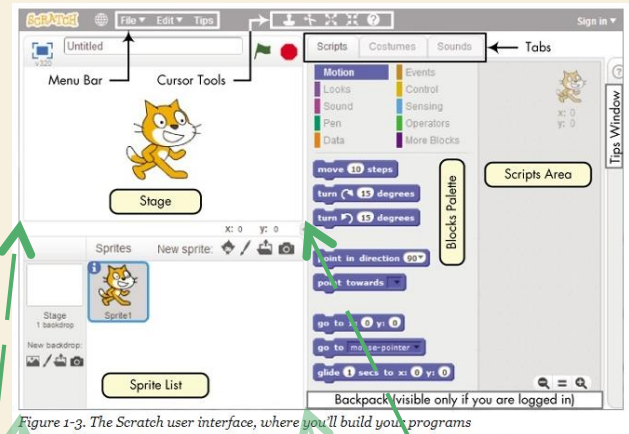 SCRATCH File Edit Tips Sign in
v320 Untitled
Scripts Costumes Sounds Tabs
Menu Bar Cursor Tools
Motion Events
Looks Control
Sound Sensing
Pen Operators
Data More Blocks
x: 0
y: 0
Tips Window
Stage
Blocks Palette
Scripts Area
move 10 steps
turn 15 degrees
turn 15 degrees
point in direction 90
point towards
go to x: 0 y: 0
go to mouse-pointer
glide 1 secs to x: 0 y: 0
x: 0 y: 0
Sprites New sprite:
Sprite1
Stage
1 backdrop
New backdrop:
Sprite List
Backpack (visible only if you are logged in)
Figure 1-3. The Scratch user interface, where you'll build your programs